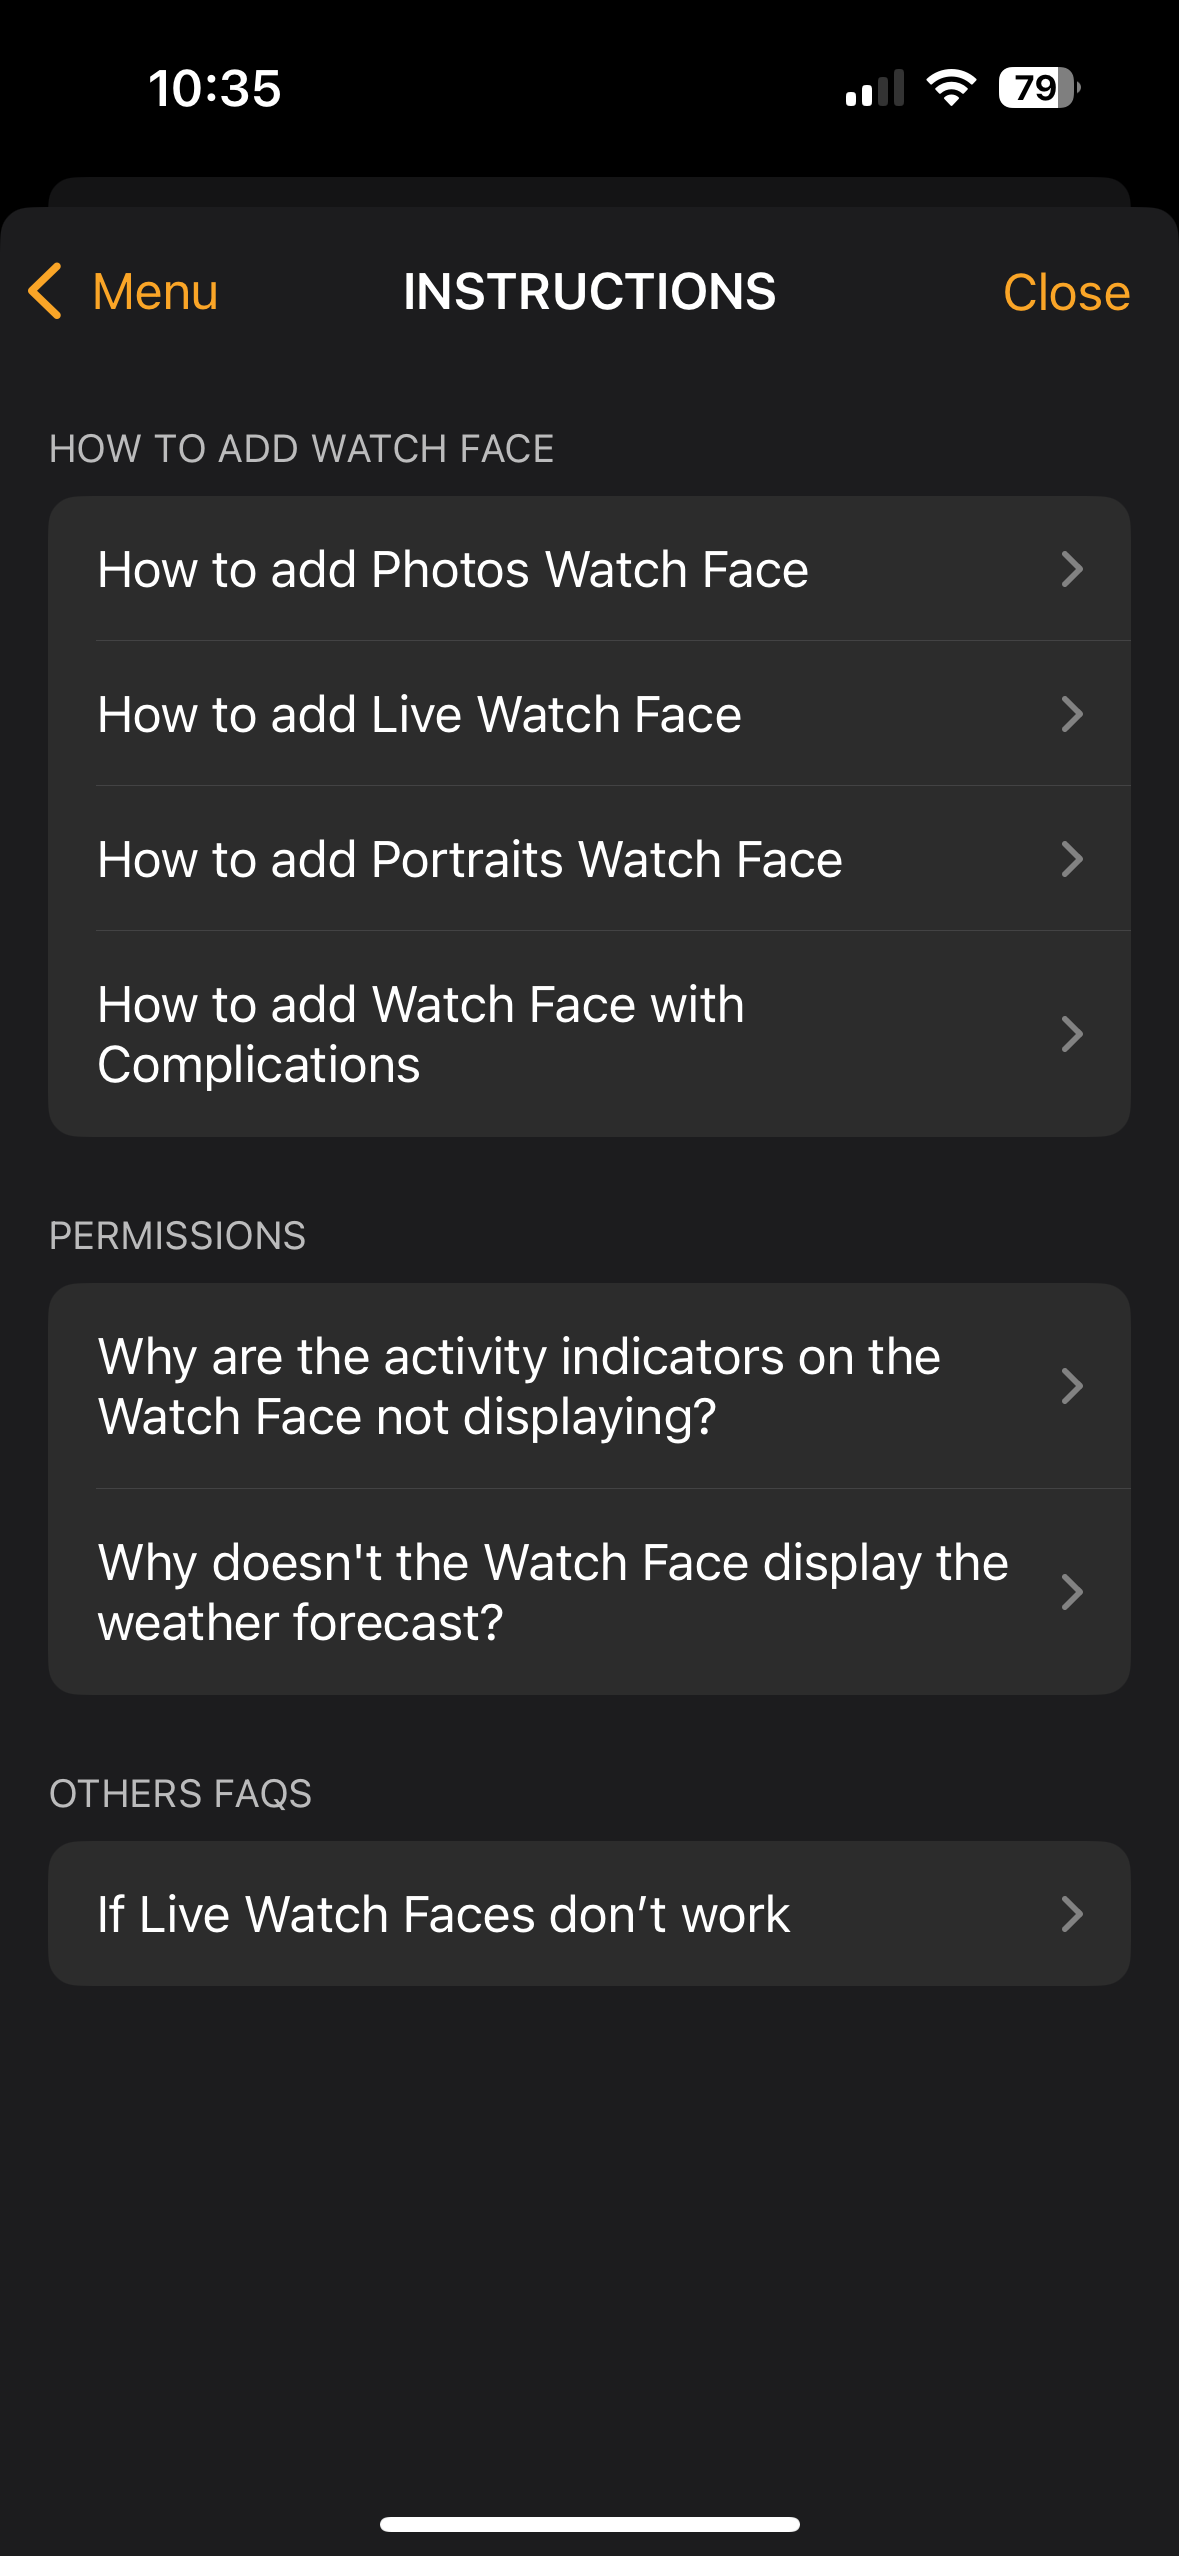 10:35
79
Menu
INSTRUCTIONS
Close
HOW TO ADD WATCH FACE
How to add Photos Watch Face
How to add Live Watch Face
How to add Portraits Watch Face
How to add Watch Face with
Complications
PERMISSIONS
Why are the activity indicators on the
Watch Face not displaying?
Why doesn't the Watch Face display the
weather forecast?
OTHERS FAQS
If Live Watch Faces don’t work